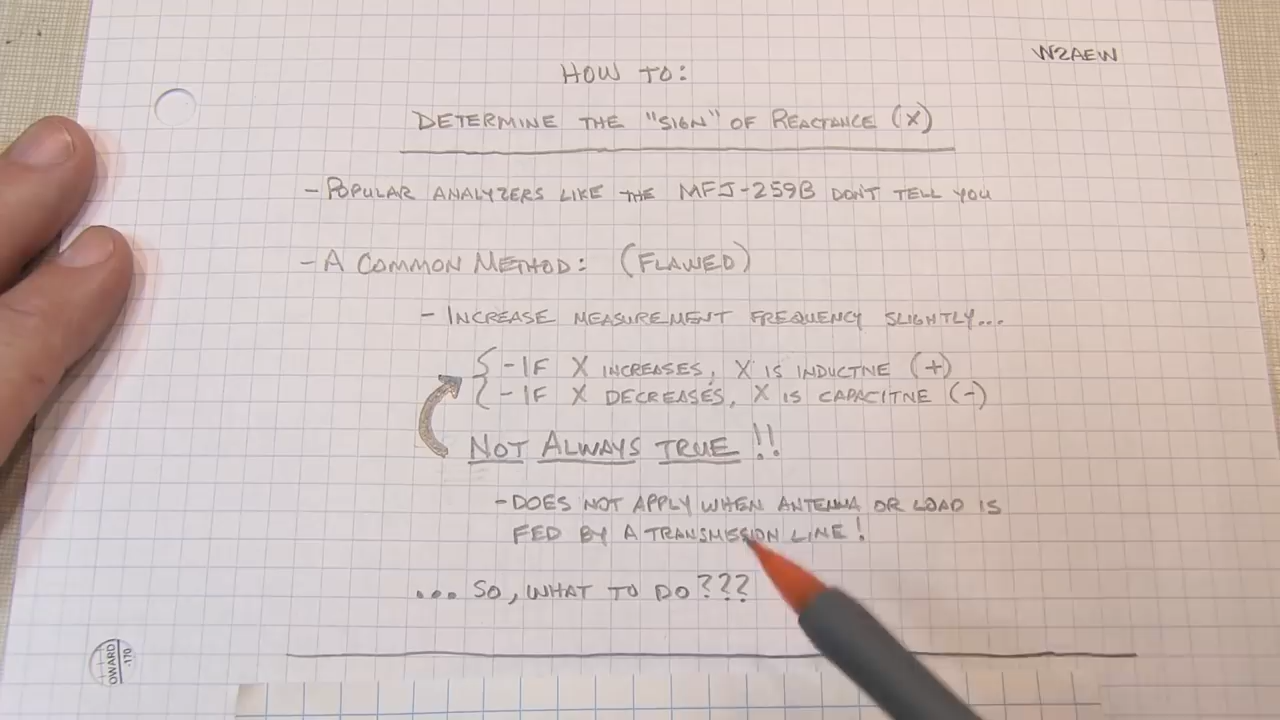 W2AEW
HOW TO:
DETERMINE THE "SIGN" OF REACTANCE (X)
- POPULAR ANALYZERS LIKE THE MFJ-259B DON'T TELL YOU
- A COMMON METHOD: (FLAWED)
- INCREASE MEASUREMENT FREQUENCY SLIGHTLY...
- IF X INCREASES, X IS INDUCTIVE (+)
- IF X DECREASES, X IS CAPACITIVE (-)
NOT ALWAYS TRUE!!
- DOES NOT APPLY WHEN ANTENNA OR LOAD IS
FED BY A TRANSMISSION LINE!
... SO, WHAT TO DO???
OWARD
.170